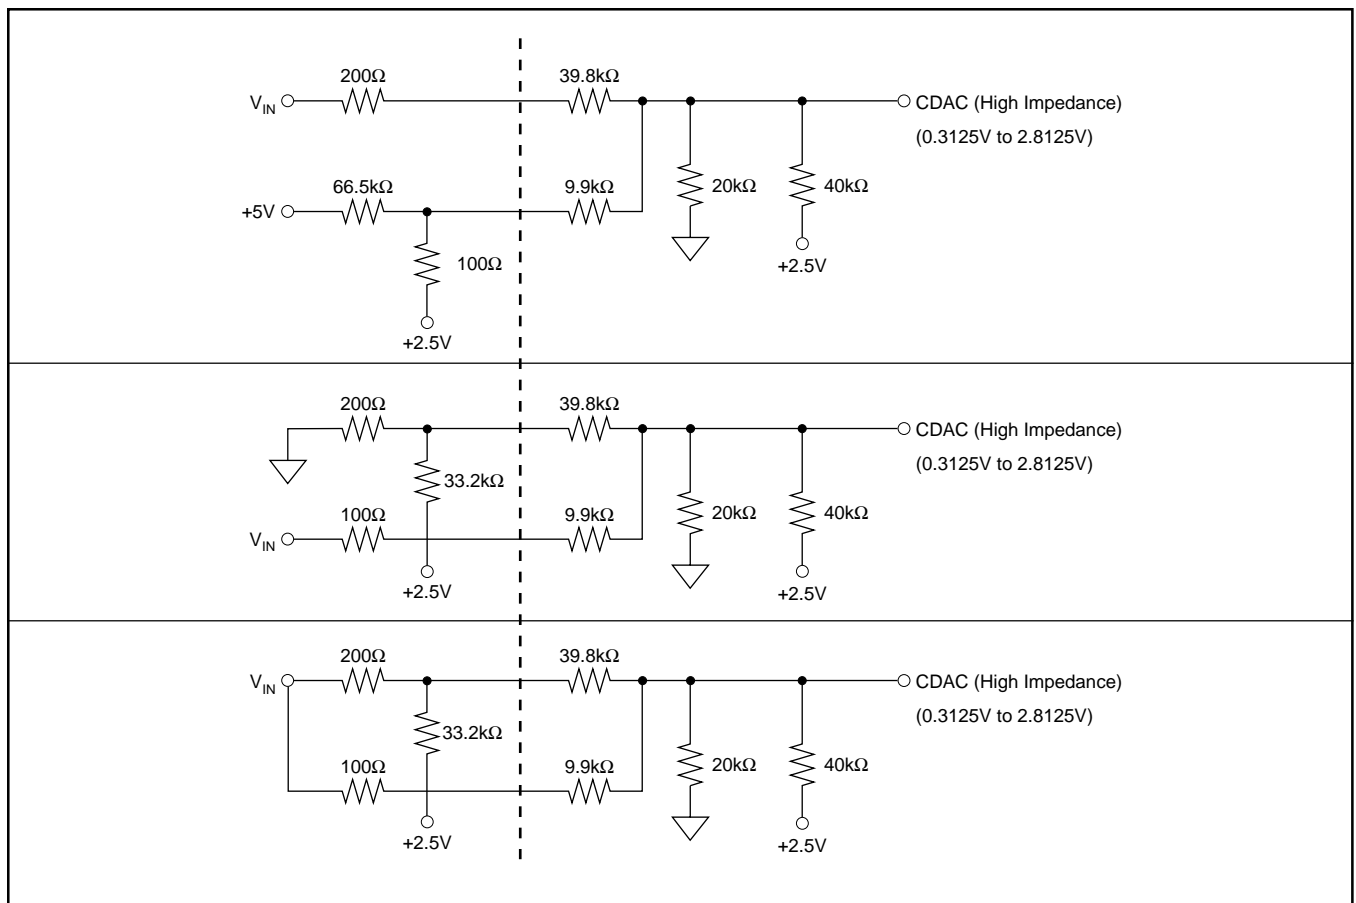 200Ω
39.8kΩ
V_IN
CDAC (High Impedance)
(0.3125V to 2.8125V)
66.5kΩ
9.9kΩ
20kΩ
40kΩ
+5V
100Ω
+2.5V
+2.5V
200Ω
39.8kΩ
CDAC (High Impedance)
(0.3125V to 2.8125V)
33.2kΩ
100Ω
9.9kΩ
20kΩ
40kΩ
V_IN
+2.5V
+2.5V
200Ω
39.8kΩ
V_IN
CDAC (High Impedance)
(0.3125V to 2.8125V)
33.2kΩ
100Ω
9.9kΩ
20kΩ
40kΩ
+2.5V
+2.5V